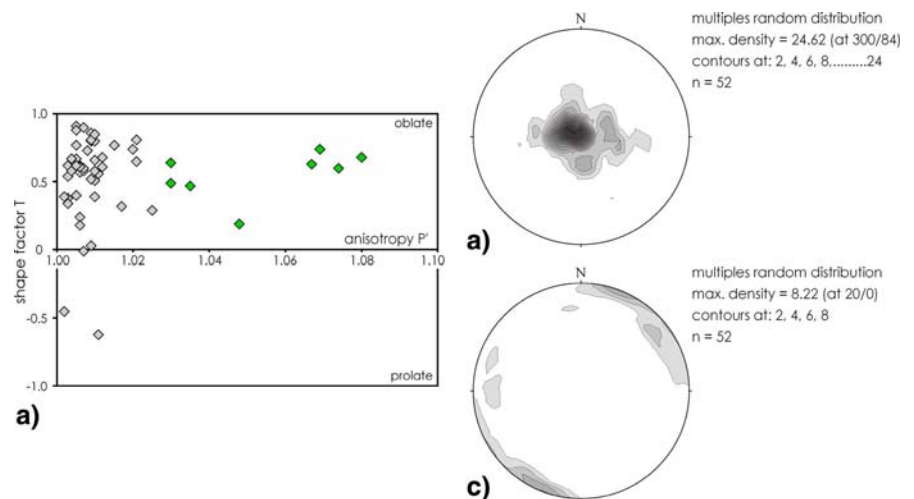 1.0
oblate
0.5
shape factor T
anisotropy P'
0
1.00
1.02
1.04
1.06
1.08
1.10
-0.5
-1.0
prolate
a)
N
multiples random distribution
max. density = 24.62 (at 300/84)
contours at: 2, 4, 6, 8..........24
n = 52
a)
N
multiples random distribution
max. density = 8.22 (at 20/0)
contours at: 2, 4, 6, 8
n = 52
c)